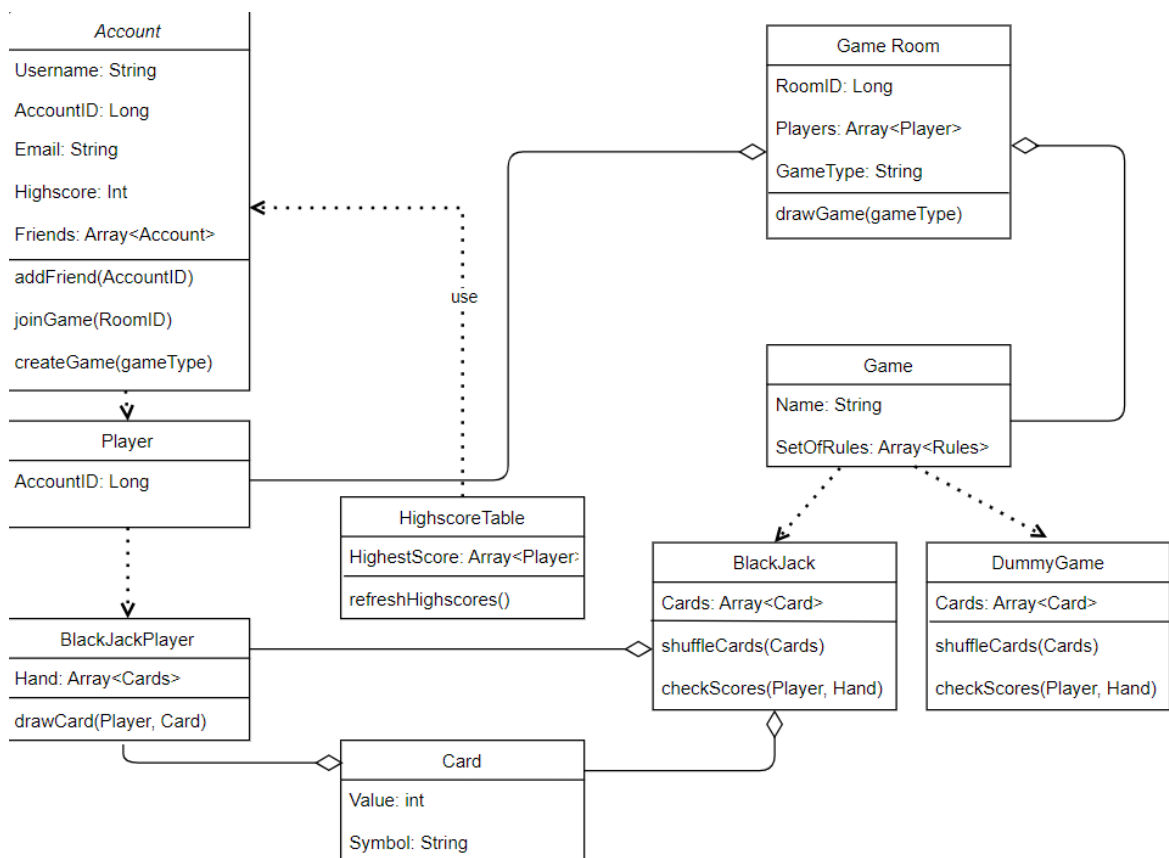 Account
Username: String
AccountID: Long
Email: String
Highscore: Int
Friends: Array<Account>
addFriend(AccountID)
joinGame(RoomID)
createGame(gameType)
Game Room
RoomID: Long
Players: Array<Player>
GameType: String
drawGame(gameType)
use
Game
Name: String
SetOfRules: Array<Rules>
Player
AccountID: Long
HighscoreTable
HighestScore: Array<Player>
refreshHighscores()
BlackJack
Cards: Array<Card>
shuffleCards(Cards)
checkScores(Player, Hand)
DummyGame
Cards: Array<Card>
shuffleCards(Cards)
checkScores(Player, Hand)
BlackJackPlayer
Hand: Array<Cards>
drawCard(Player, Card)
Card
Value: int
Symbol: String